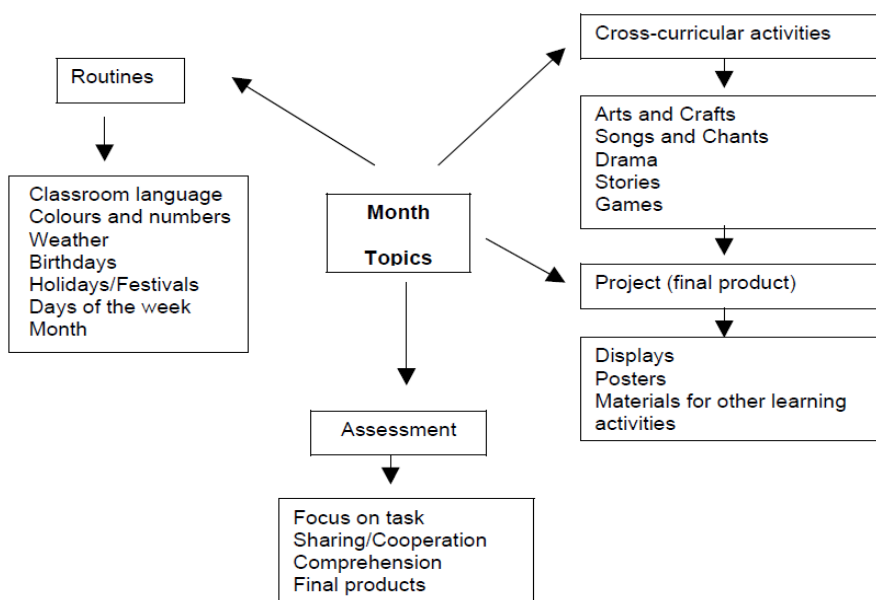 Cross-curricular activities
Routines
Arts and Crafts
Songs and Chants
Drama
Stories
Games
Classroom language
Colours and numbers
Weather
Birthdays
Holidays/Festivals
Days of the week
Month
Month
Topics
Project (final product)
Displays
Posters
Materials for other learning
activities
Assessment
Focus on task
Sharing/Cooperation
Comprehension
Final products